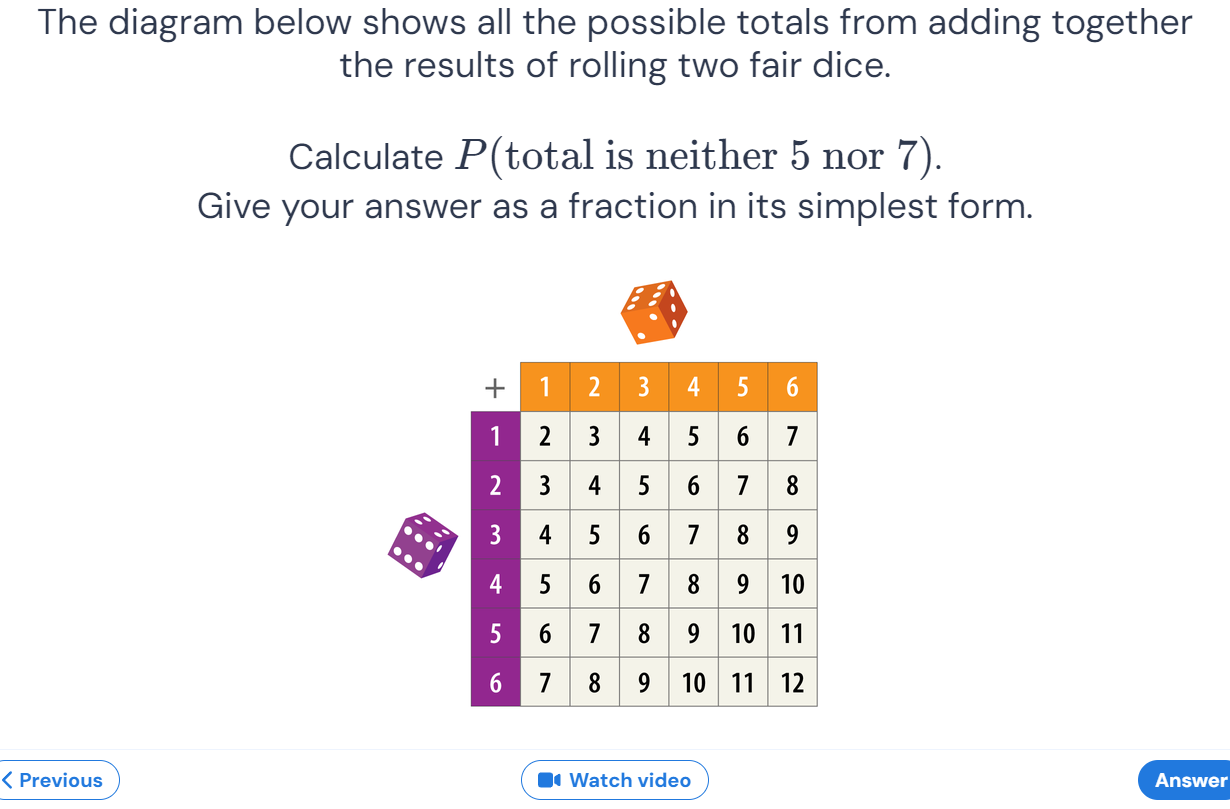 The diagram below shows all the possible totals from adding together
the results of rolling two fair dice.
Calculate P(total is neither 5 nor 7).
Give your answer as a fraction in its simplest form.
+ 1 2 3 4 5 6
1 2 3 4 5 6 7
2 3 4 5 6 7 8
3 4 5 6 7 8 9
4 5 6 7 8 9 10
5 6 7 8 9 10 11
6 7 8 9 10 11 12
Previous Watch video Answer